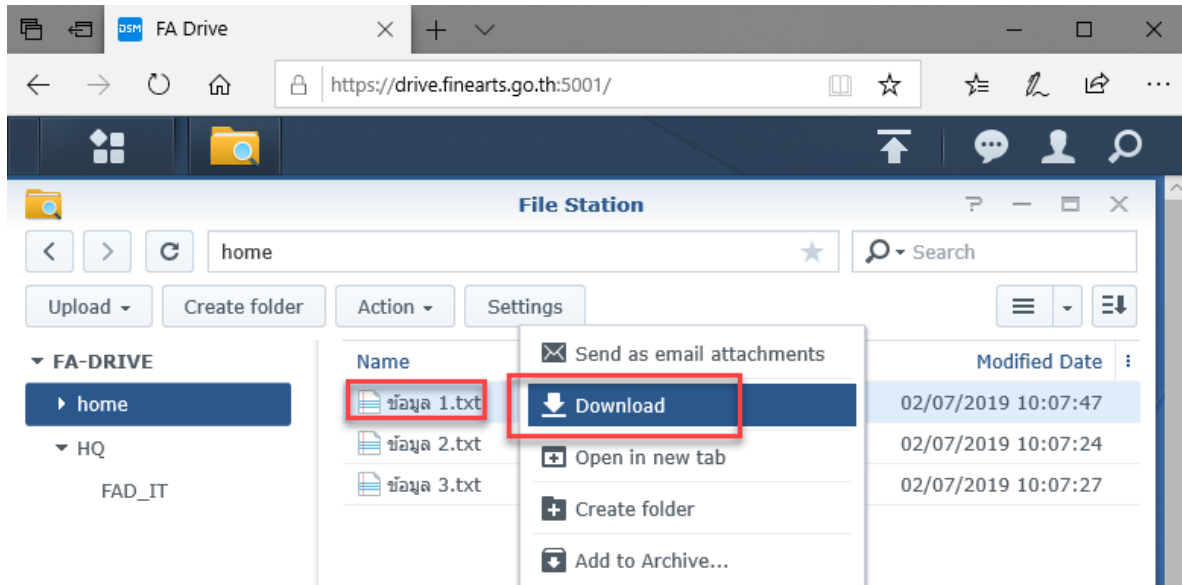 DSM FA Drive
https://drive.finearts.go.th:5001/
File Station
home
Search
Upload Create folder Action Settings
FA-DRIVE
home
HQ
FAD_IT
Name Modified Date
ข้อมูล 1.txt 02/07/2019 10:07:47
ข้อมูล 2.txt 02/07/2019 10:07:24
ข้อมูล 3.txt 02/07/2019 10:07:27
Send as email attachments
Download
Open in new tab
Create folder
Add to Archive...